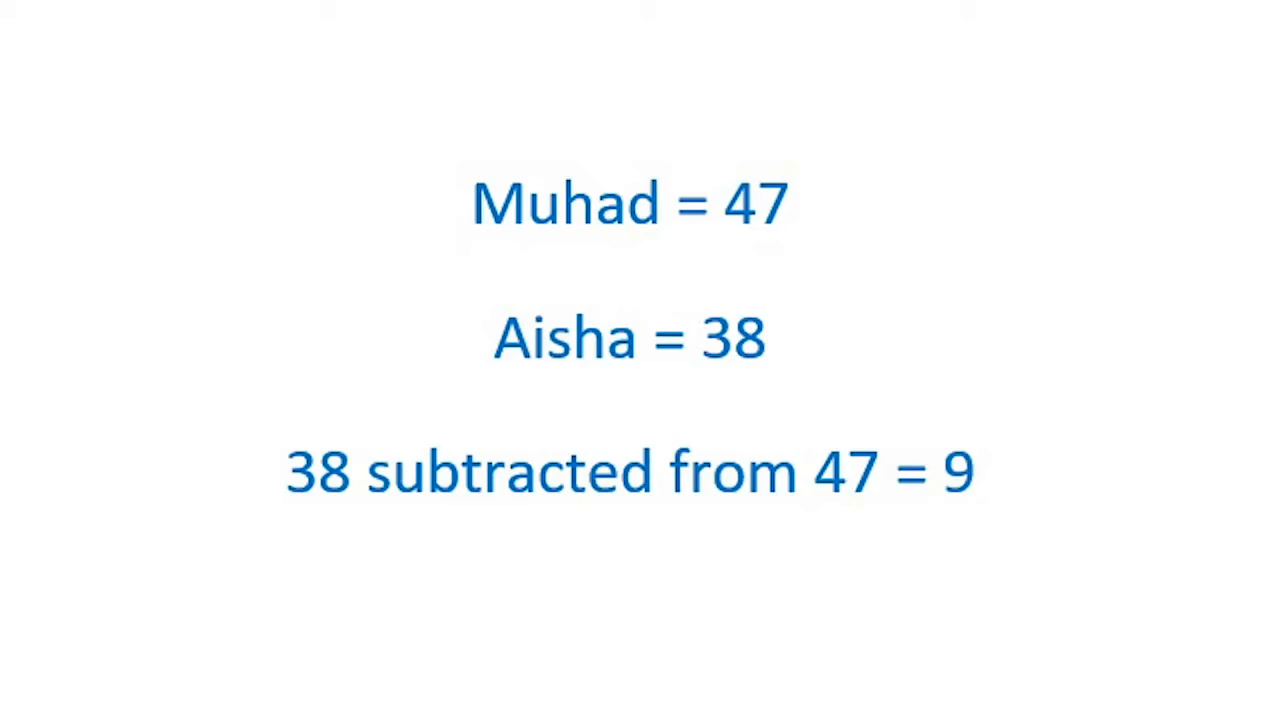 Muhad = 47
Aisha = 38
38 subtracted from 47 = 9